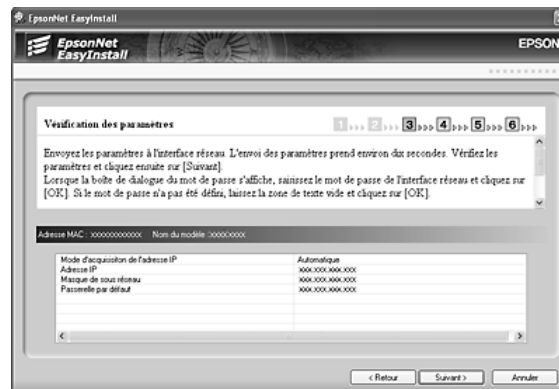 EpsonNet EasyInstall
EpsonNet
EasyInstall
EPSON
Vérification des paramètres
1 2 3 4 5 6
Envoyez les paramètres à l'interface réseau. L'envoi des paramètres prend environ dix secondes. Vérifiez les
paramètres et cliquez ensuite sur [Suivant].
Lorsque la boîte de dialogue du mot de passe s'affiche, saisissez le mot de passe de l'interface réseau et cliquez sur
[OK]. Si le mot de passe n'a pas été défini, laissez la zone de texte vide et cliquez sur [OK].
Adresse MAC : XXXXXXXXXXXX Nom du modèle :XXXXXXXX
Mode d'acquisiton de l'adresse IP Automatique
Adresse IP XXX.XXX.XXX.XXX
Masque de sous réseau XXX.XXX.XXX.XXX
Passerelle par défaut XXX.XXX.XXX.XXX
< Retour Suivant > Annuler